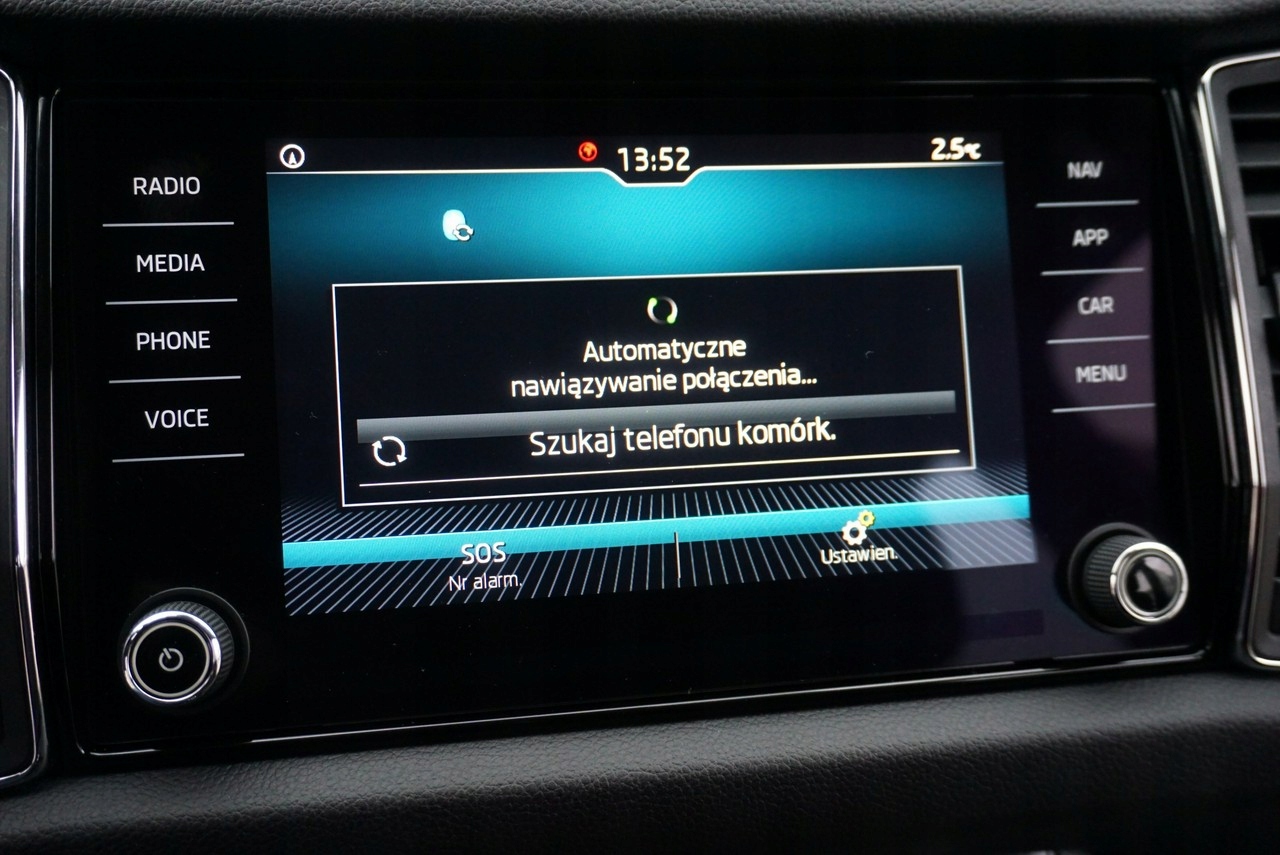 13:52
2.5°C
RADIO
MEDIA
PHONE
VOICE
NAV
APP
CAR
MENU
Automatyczne
nawiązywanie połączenia...
Szukaj telefonu komórk.
SOS
Nr alarm.
Ustawien.